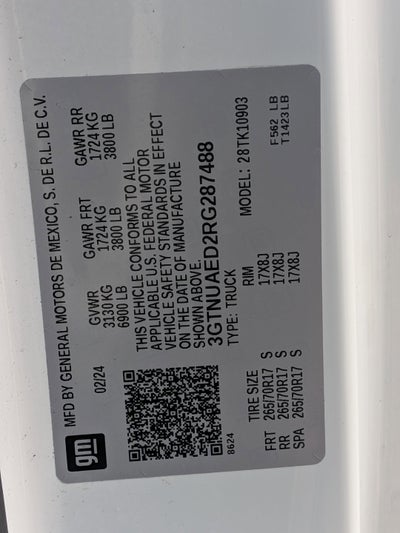 gm
MFD BY GENERAL MOTORS DE MEXICO, S. DE R.L. DE C.V.
02/24
GVWR GAWR FRT GAWR RR
3130 KG 1724 KG 1724 KG
6900 LB 3800 LB 3800 LB
THIS VEHICLE CONFORMS TO ALL
APPLICABLE U.S. FEDERAL MOTOR
VEHICLE SAFETY STANDARDS IN EFFECT
ON THE DATE OF MANUFACTURE
SHOWN ABOVE.
3GTNUAED2RG287488
8624
TYPE: TRUCK MODEL: 28TK10903
TIRE SIZE RIM
FRT 265/70R17 S 17X8J F562 LB
RR 265/70R17 S 17X8J T1423LB
SPA 265/70R17 S 17X8J